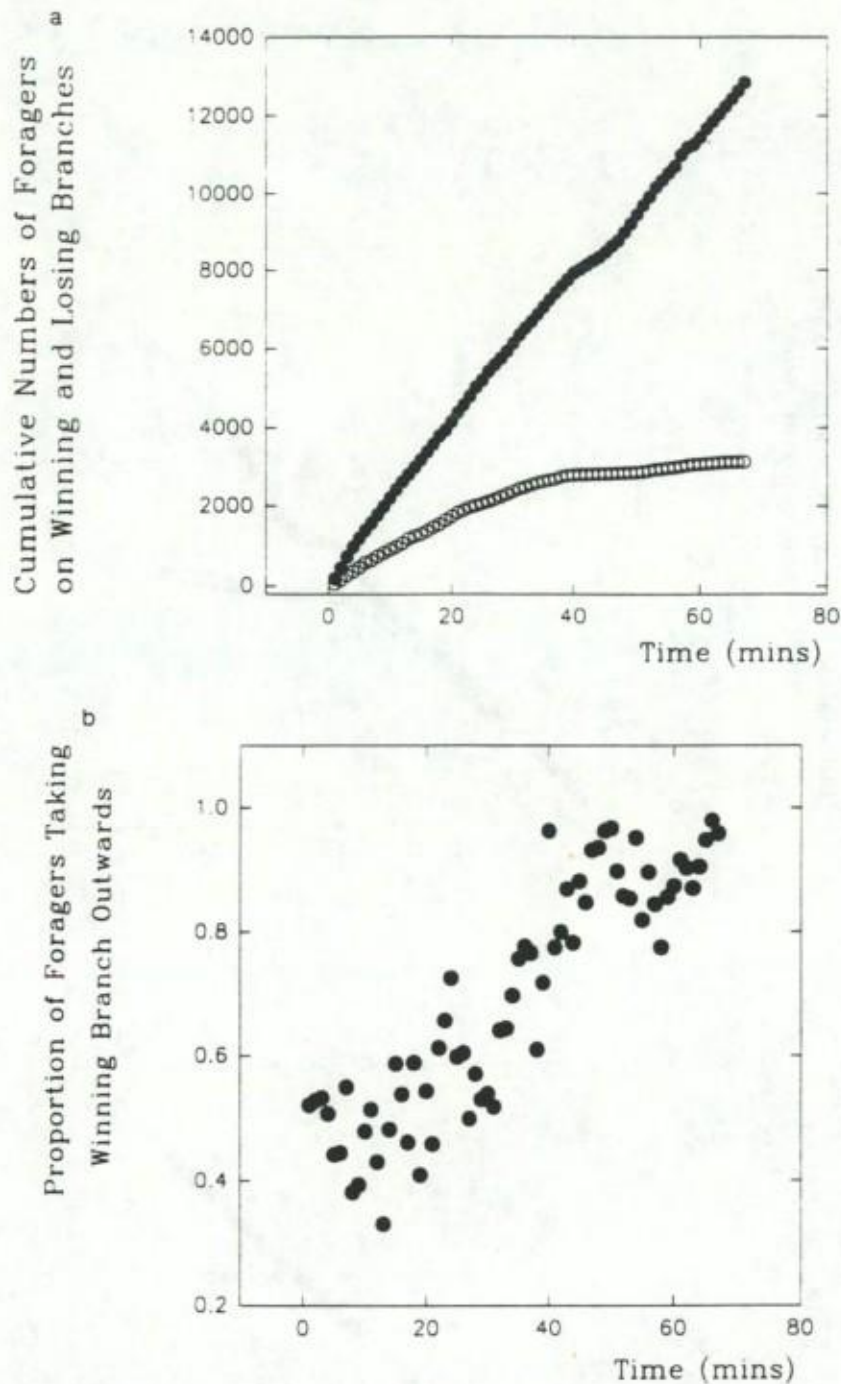 a
Cumulative Numbers of Foragers
on Winning and Losing Branches
14000
12000
10000
8000
6000
4000
2000
0
0 20 40 60 80
Time (mins)
b
Proportion of Foragers Taking
Winning Branch Outwards
1.0
0.8
0.6
0.4
0.2
0 20 40 60 80
Time (mins)